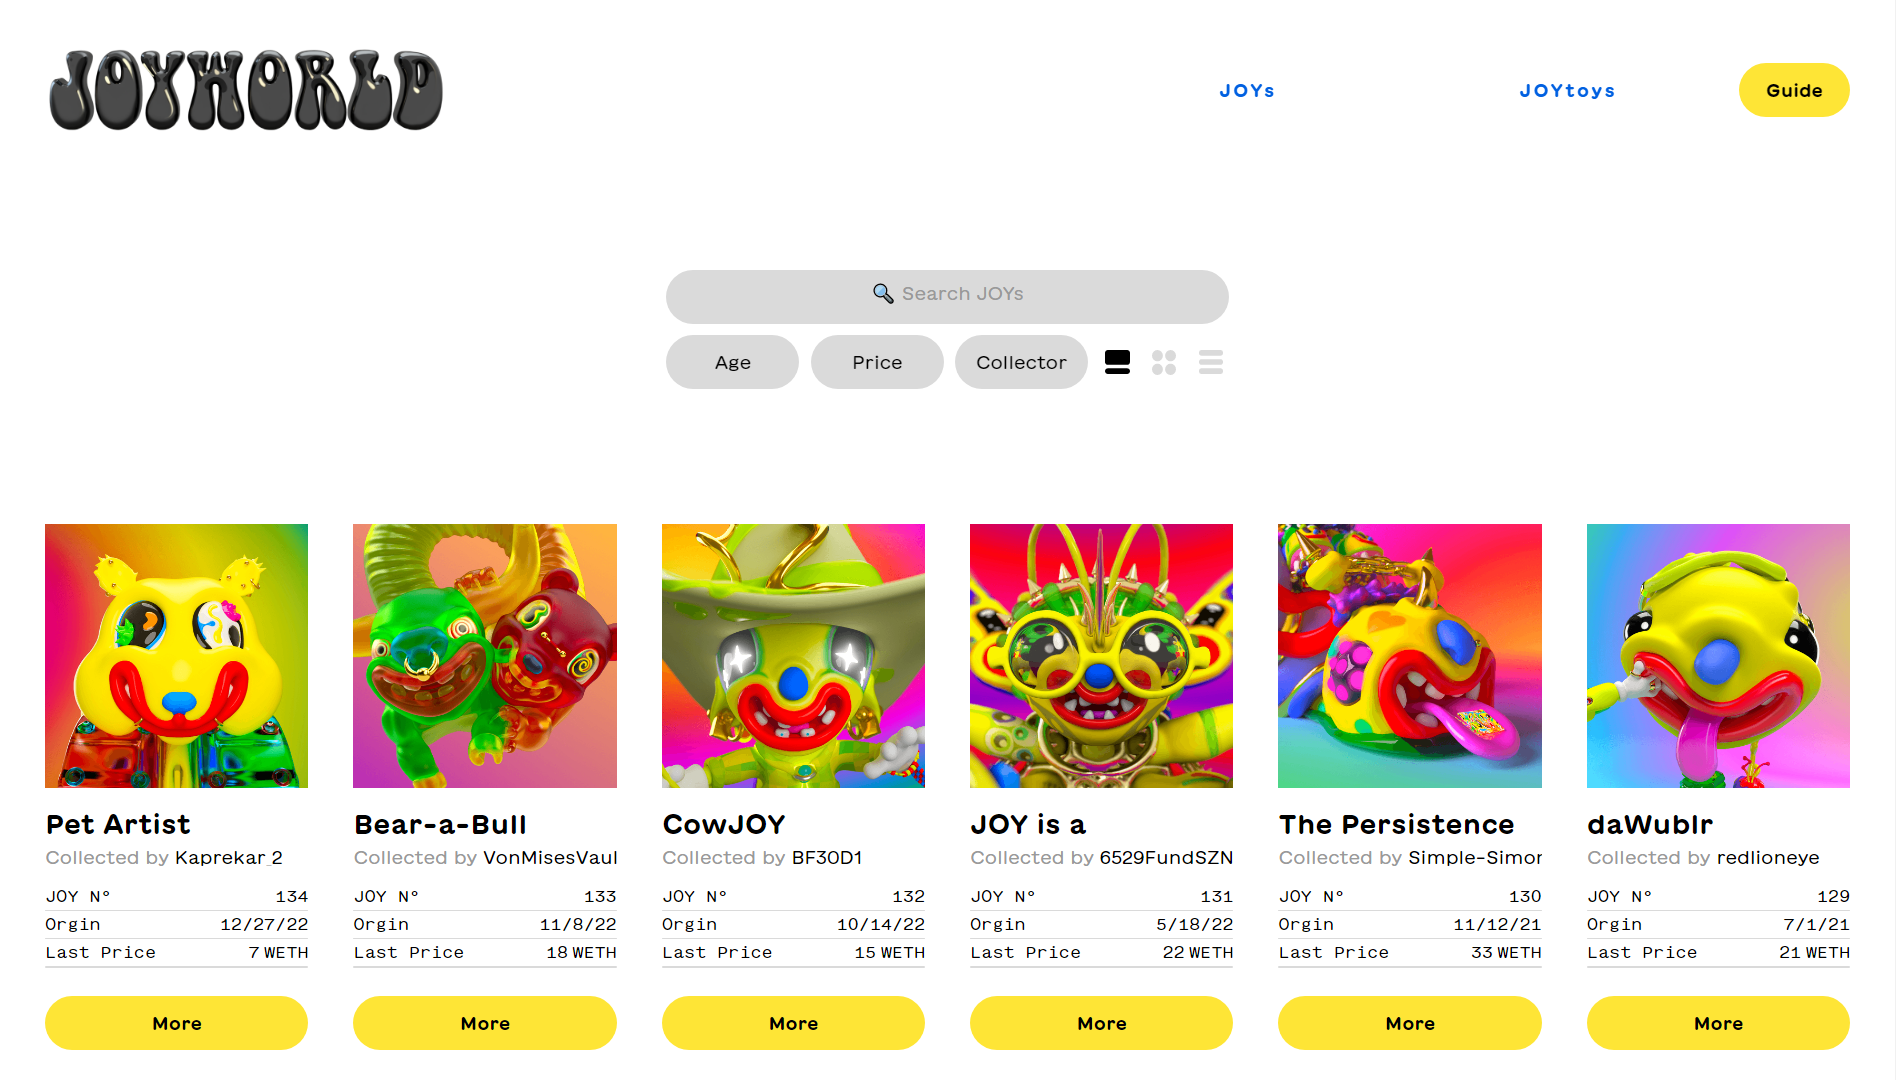 JOYWORLD
JOYs
JOYtoys
Guide
🔍 Search JOYs
Age
Price
Collector
Pet Artist
Collected by Kaprekar_2
JOY N° 134
Orgin 12/27/22
Last Price 7 WETH
More
Bear-a-Bull
Collected by VonMisesVaul
JOY N° 133
Orgin 11/8/22
Last Price 18 WETH
More
CowJOY
Collected by BF30D1
JOY N° 132
Orgin 10/14/22
Last Price 15 WETH
More
JOY is a
Collected by 6529FundSZN
JOY N° 131
Orgin 5/18/22
Last Price 22 WETH
More
The Persistence
Collected by Simple-Simor
JOY N° 130
Orgin 11/12/21
Last Price 33 WETH
More
daWublr
Collected by redlioneye
JOY N° 129
Orgin 7/1/21
Last Price 21 WETH
More